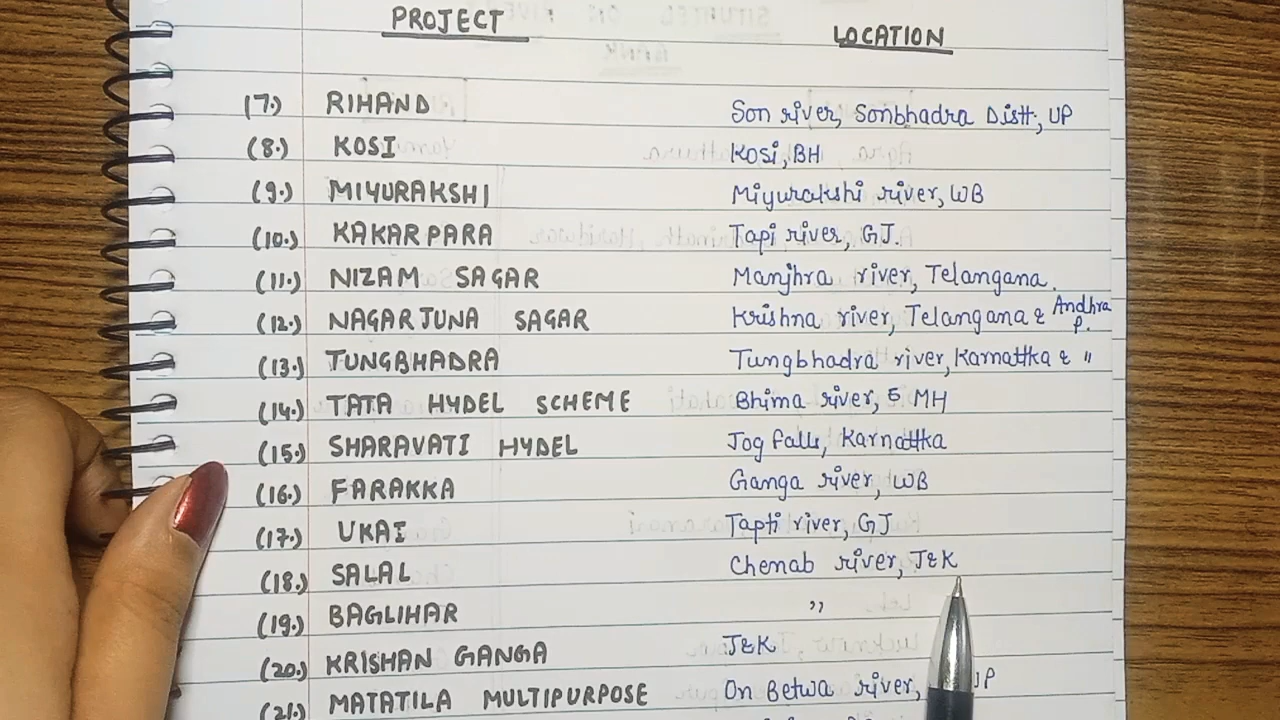 PROJECT LOCATION
(7.) RIHAND Son river, Sonbhadra Distt., UP
(8.) KOSI Kosi, BH
(9.) MIYURAKSHI Miyurakshi river, WB
(10.) KAKARPARA Tapi river, GJ.
(11.) NIZAM SAGAR Manjhra river, Telangana.
(12.) NAGARJUNA SAGAR Krishna river, Telangana & Andhra P.
(13.) TUNGBHADRA Tungbhadra river, Karnattka & "
(14.) TATA HYDEL SCHEME Bhima river, MH
(15.) SHARAVATI HYDEL Jog falls, Karnattka
(16.) FARAKKA Ganga river, WB
(17.) UKAI Tapti river, GJ
(18.) SALAL Chenab river, J&K
(19.) BAGLIHAR "
(20.) KRISHAN GANGA J&K
(21.) MATATILA MULTIPURPOSE On Betwa river,